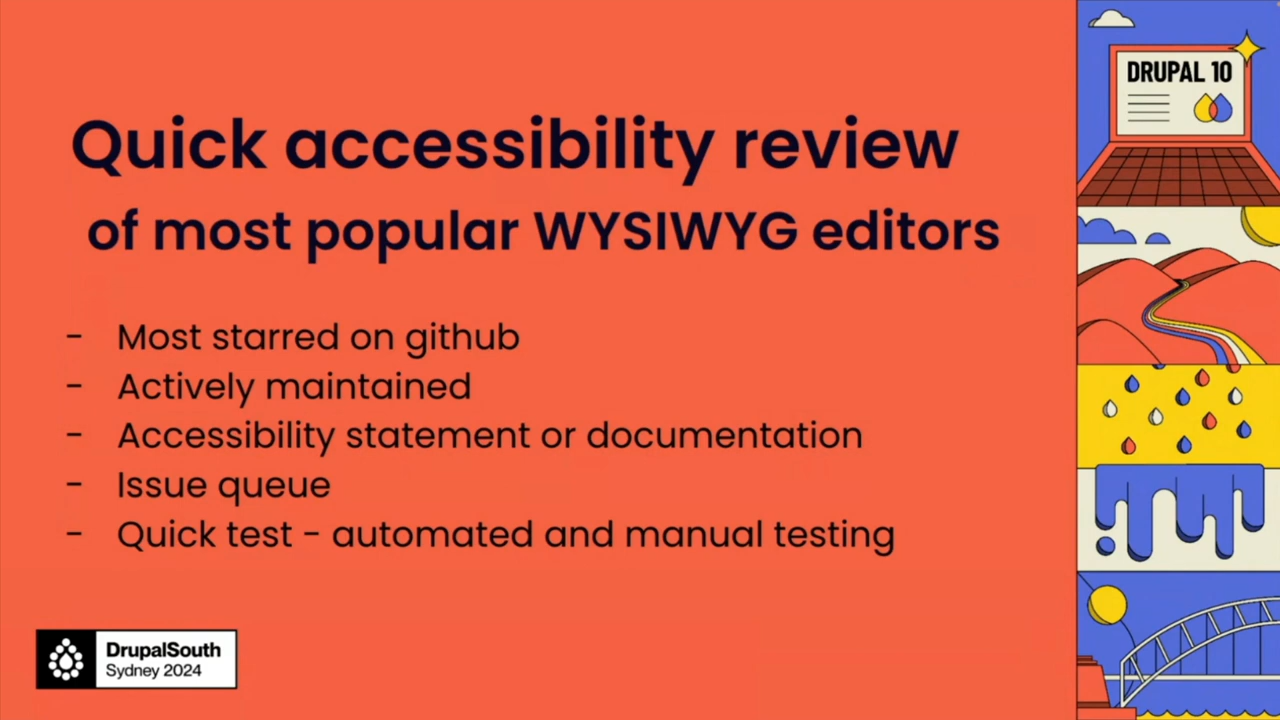 Quick accessibility review
of most popular WYSIWYG editors
- Most starred on github
- Actively maintained
- Accessibility statement or documentation
- Issue queue
- Quick test - automated and manual testing
DrupalSouth
Sydney 2024
DRUPAL 10